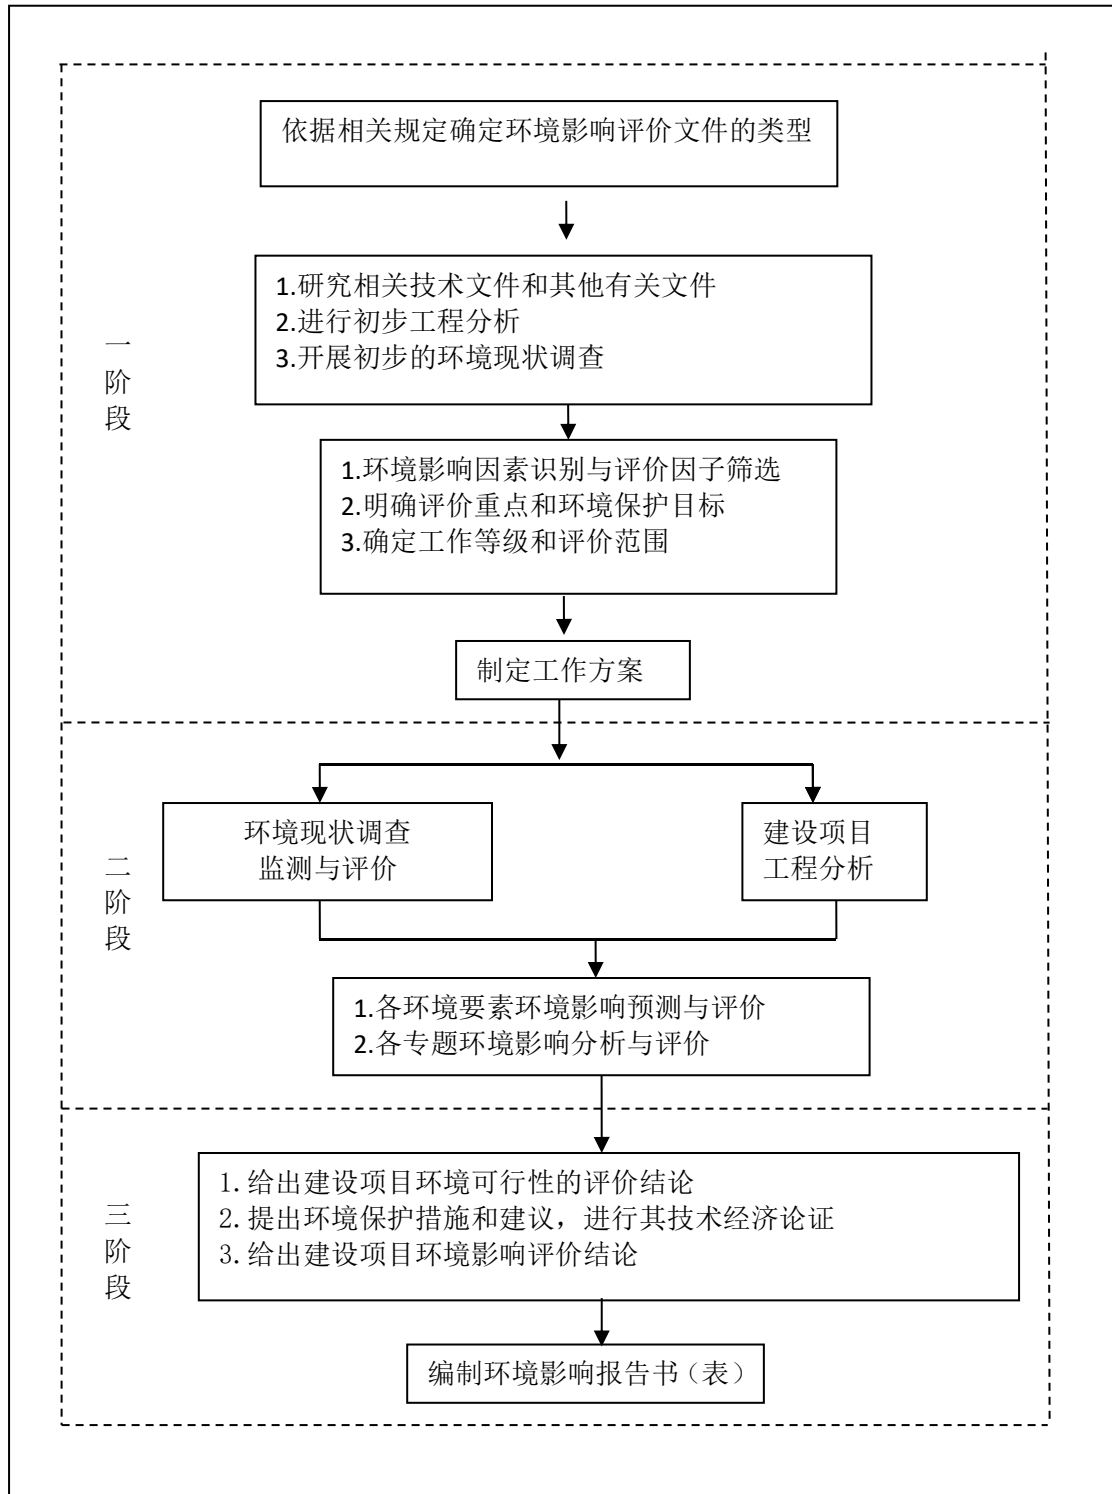 依据相关规定确定环境影响评价文件的类型
1.研究相关技术文件和其他有关文件
2.进行初步工程分析
3.开展初步的环境现状调查
一
阶
段
1.环境影响因素识别与评价因子筛选
2.明确评价重点和环境保护目标
3.确定工作等级和评价范围
制定工作方案
环境现状调查
监测与评价
建设项目
工程分析
二
阶
段
1.各环境要素环境影响预测与评价
2.各专题环境影响分析与评价
1.给出建设项目环境可行性的评价结论
2.提出环境保护措施和建议，进行其技术经济论证
3.给出建设项目环境影响评价结论
三
阶
段
编制环境影响报告书（表）